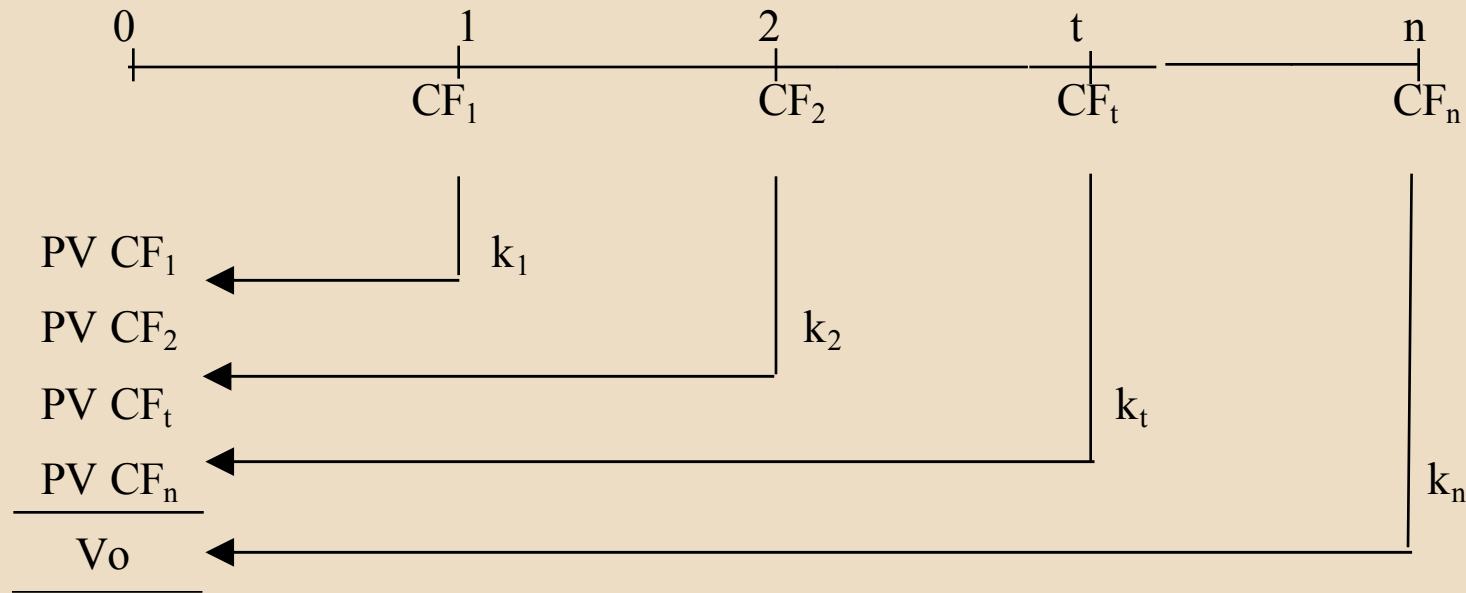 0 1 2 t n
CF₁ CF₂ CFₜ CFₙ
PV CF₁ k₁
PV CF₂ k₂
PV CFₜ kₜ
PV CFₙ kₙ
Vo